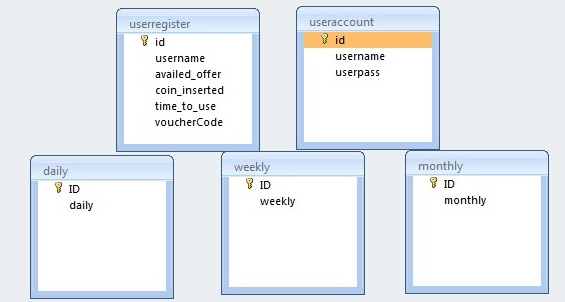 userregister
id
username
availed_offer
coin_inserted
time_to_use
voucherCode
useraccount
id
username
userpass
daily
ID
daily
weekly
ID
weekly
monthly
ID
monthly